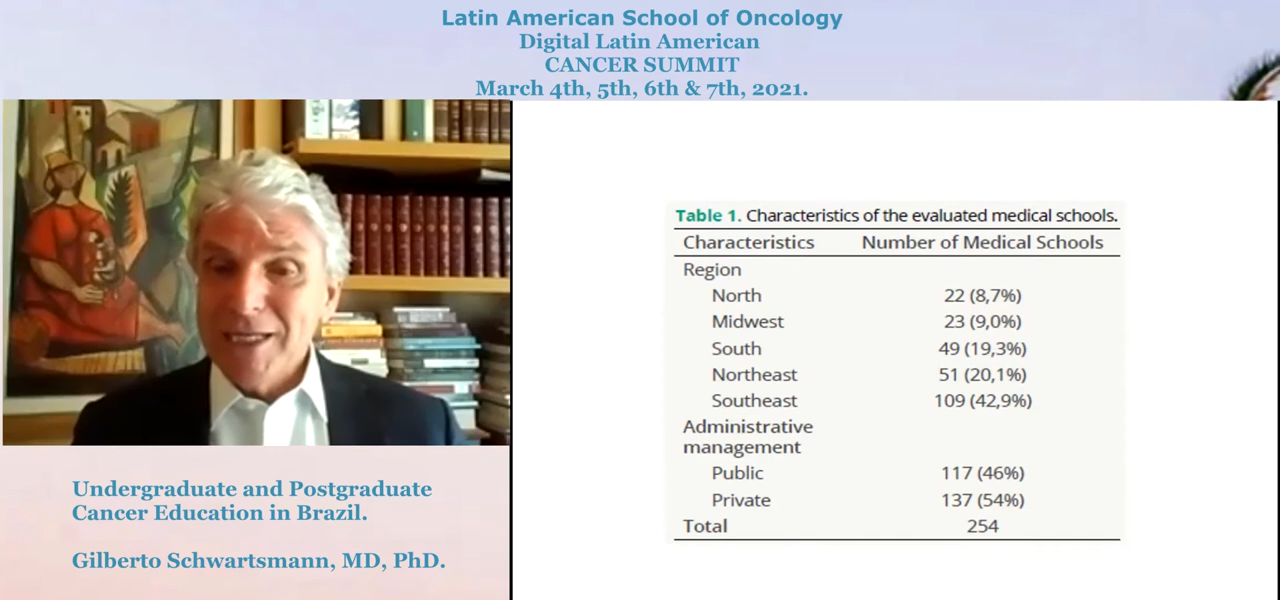 Latin American School of Oncology
Digital Latin American
CANCER SUMMIT
March 4th, 5th, 6th & 7th, 2021.
Undergraduate and Postgraduate
Cancer Education in Brazil.
Gilberto Schwartsmann, MD, PhD.
Table 1. Characteristics of the evaluated medical schools.
Characteristics Number of Medical Schools
Region
North 22 (8,7%)
Midwest 23 (9,0%)
South 49 (19,3%)
Northeast 51 (20,1%)
Southeast 109 (42,9%)
Administrative
management
Public 117 (46%)
Private 137 (54%)
Total 254